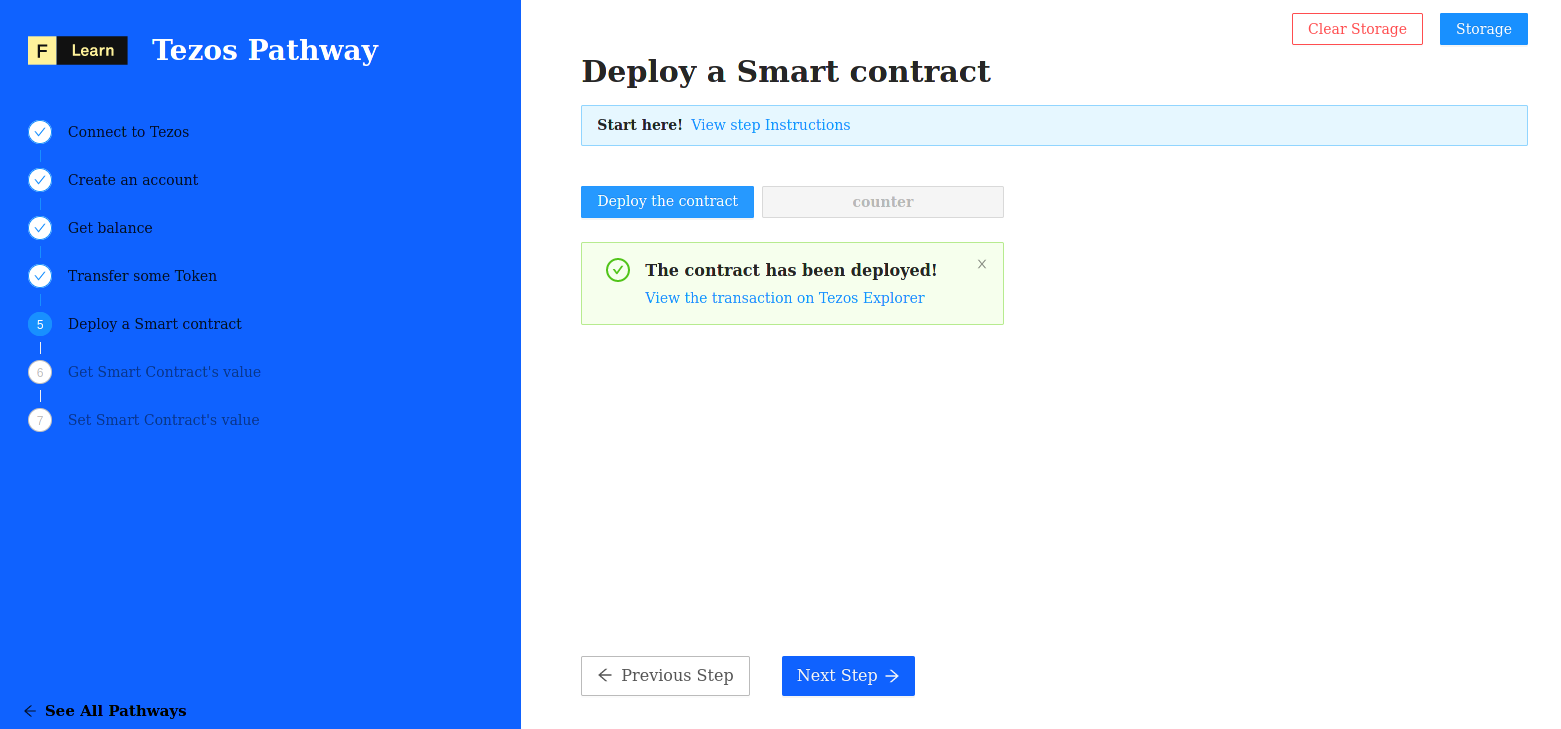 F Learn
Tezos Pathway
Connect to Tezos
Create an account
Get balance
Transfer some Token
5 Deploy a Smart contract
6 Get Smart Contract's value
7 Set Smart Contract's value
See All Pathways
Clear Storage
Storage
Deploy a Smart contract
Start here! View step Instructions
Deploy the contract
counter
The contract has been deployed!
View the transaction on Tezos Explorer
Previous Step
Next Step